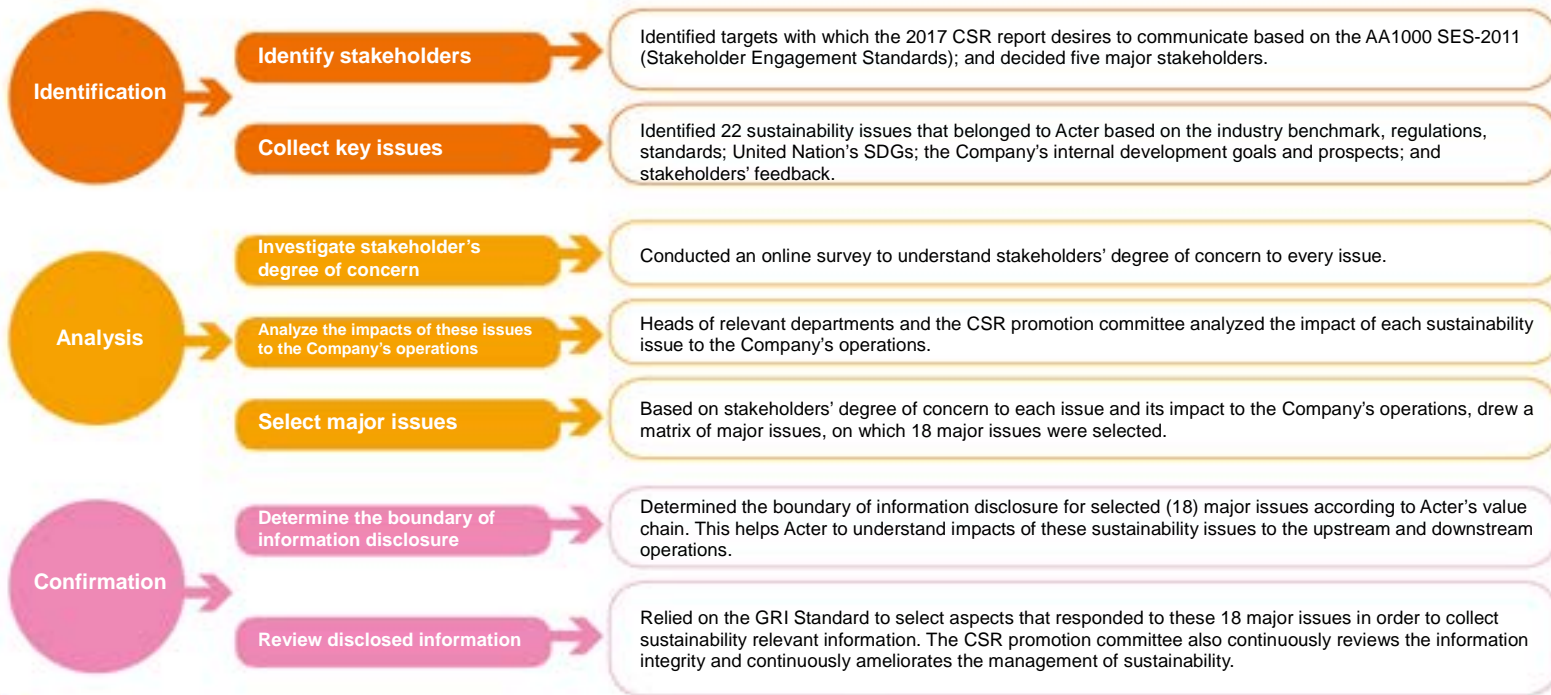 Identification
Identify stakeholders
Identified targets with which the 2017 CSR report desires to communicate based on the AA1000 SES-2011
(Stakeholder Engagement Standards); and decided five major stakeholders.
Collect key issues
Identified 22 sustainability issues that belonged to Acter based on the industry benchmark, regulations,
standards; United Nation's SDGs; the Company's internal development goals and prospects; and
stakeholders' feedback.
Analysis
Investigate stakeholder's
degree of concern
Conducted an online survey to understand stakeholders' degree of concern to every issue.
Analyze the impacts of these issues
to the Company's operations
Heads of relevant departments and the CSR promotion committee analyzed the impact of each sustainability
issue to the Company's operations.
Select major issues
Based on stakeholders' degree of concern to each issue and its impact to the Company's operations, drew a
matrix of major issues, on which 18 major issues were selected.
Confirmation
Determine the boundary of
information disclosure
Determined the boundary of information disclosure for selected (18) major issues according to Acter's value
chain. This helps Acter to understand impacts of these sustainability issues to the upstream and downstream
operations.
Review disclosed information
Relied on the GRI Standard to select aspects that responded to these 18 major issues in order to collect
sustainability relevant information. The CSR promotion committee also continuously reviews the information
integrity and continuously ameliorates the management of sustainability.